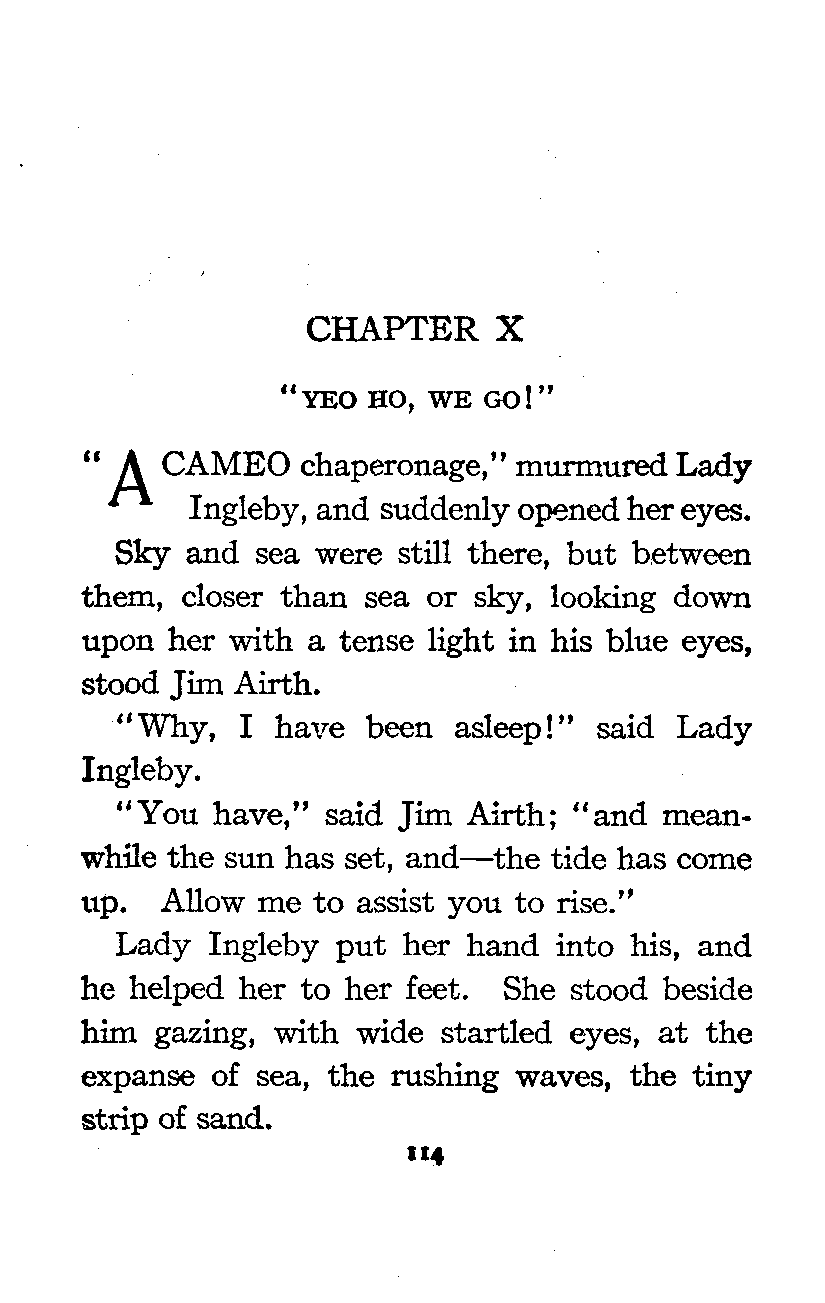 CHAPTER X
"YEO HO, WE GO!"
"A CAMEO chaperonage," murmured Lady
Ingleby, and suddenly opened her eyes.
Sky and sea were still there, but between
them, closer than sea or sky, looking down
upon her with a tense light in his blue eyes,
stood Jim Airth.
"Why, I have been asleep!" said Lady
Ingleby.
"You have," said Jim Airth; "and mean-
while the sun has set, and—the tide has come
up. Allow me to assist you to rise."
Lady Ingleby put her hand into his, and
he helped her to her feet. She stood beside
him gazing, with wide startled eyes, at the
expanse of sea, the rushing waves, the tiny
strip of sand.
114